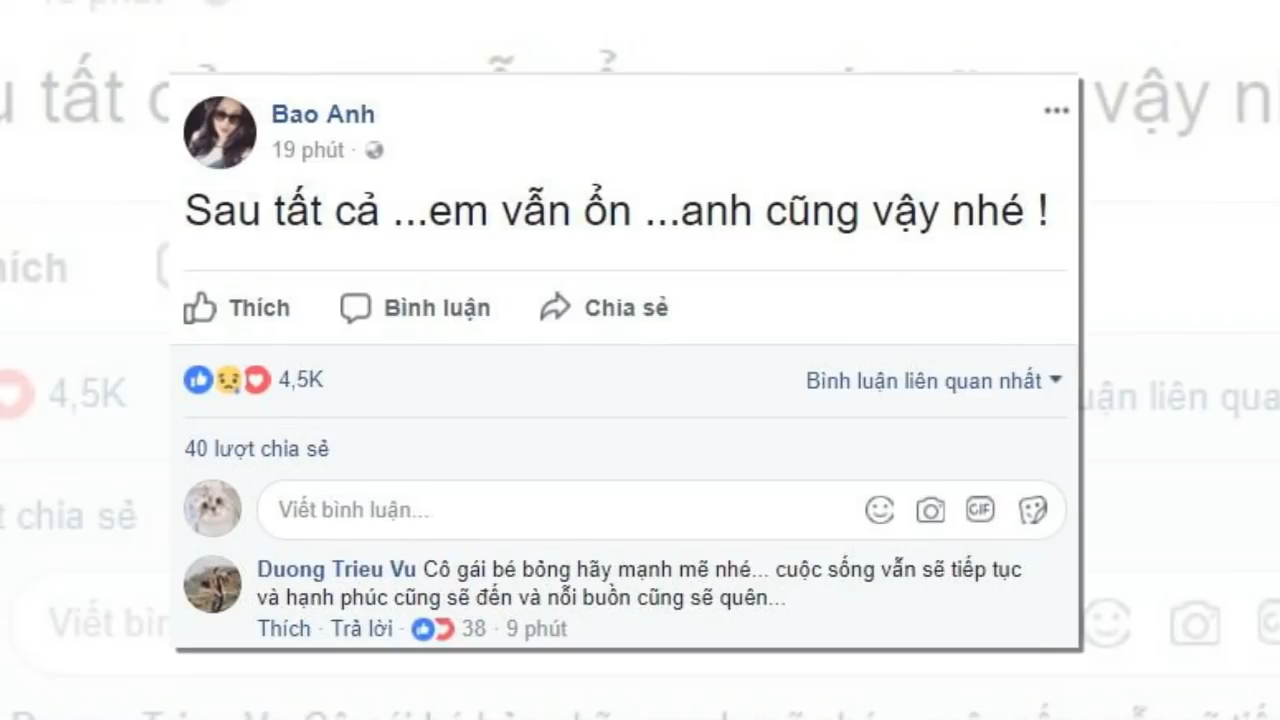 Bao Anh
19 phút ·
Sau tất cả ...em vẫn ổn ...anh cũng vậy nhé !
Thích Bình luận Chia sẻ
4,5K Bình luận liên quan nhất
40 lượt chia sẻ
Viết bình luận...
GIF
Duong Trieu Vu Cô gái bé bỏng hãy mạnh mẽ nhé... cuộc sống vẫn sẽ tiếp tục
và hạnh phúc cũng sẽ đến và nỗi buồn cũng sẽ quên...
Thích · Trả lời · 38 · 9 phút